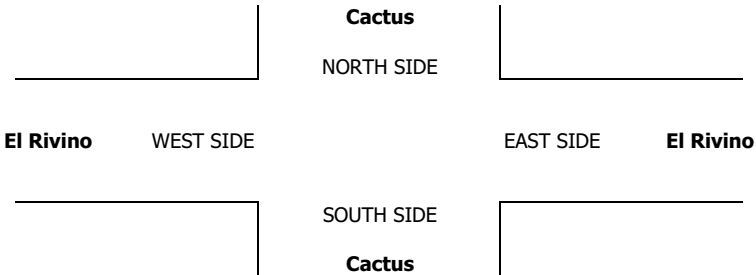 Cactus
NORTH SIDE
El Rivino WEST SIDE EAST SIDE El Rivino
SOUTH SIDE
Cactus